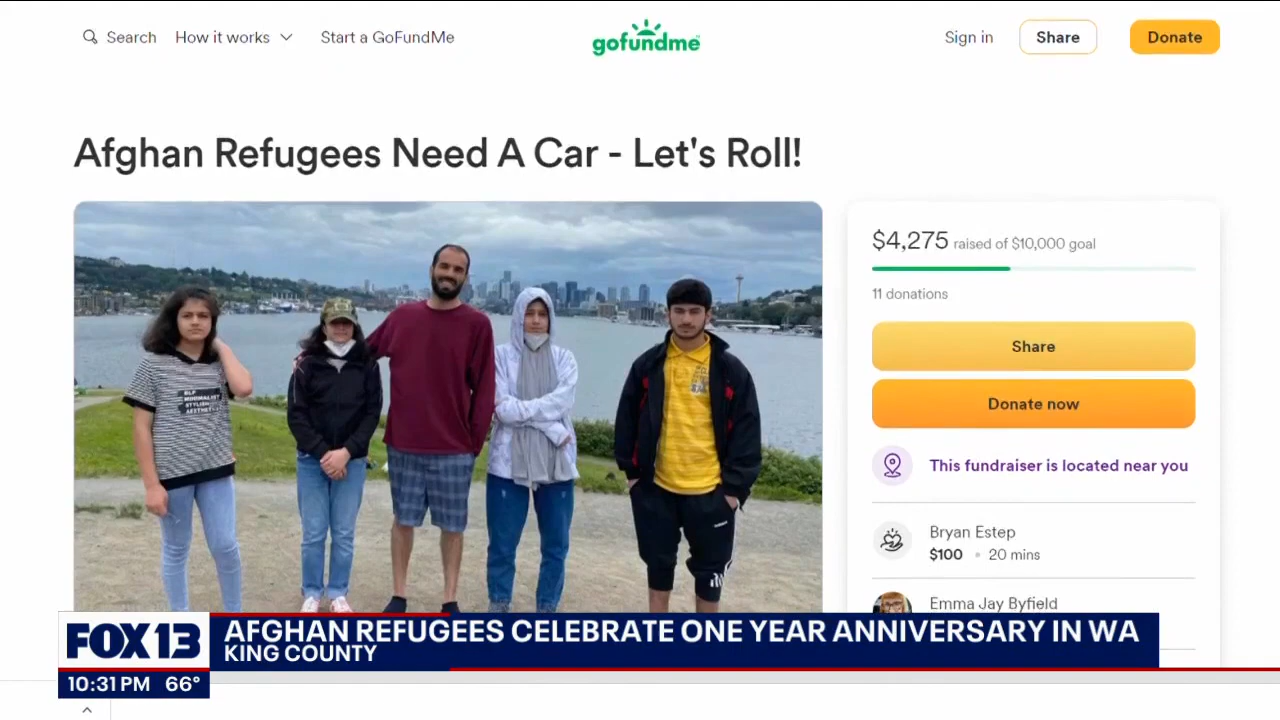 Search How it works Start a GoFundMe gofundme Sign in Share Donate
Afghan Refugees Need A Car - Let's Roll!
$4,275 raised of $10,000 goal
11 donations
Share
Donate now
This fundraiser is located near you
Bryan Estep
$100 • 20 mins
Emma Jay Byfield
FOX 13
AFGHAN REFUGEES CELEBRATE ONE YEAR ANNIVERSARY IN WA
KING COUNTY
10:31 PM 66°